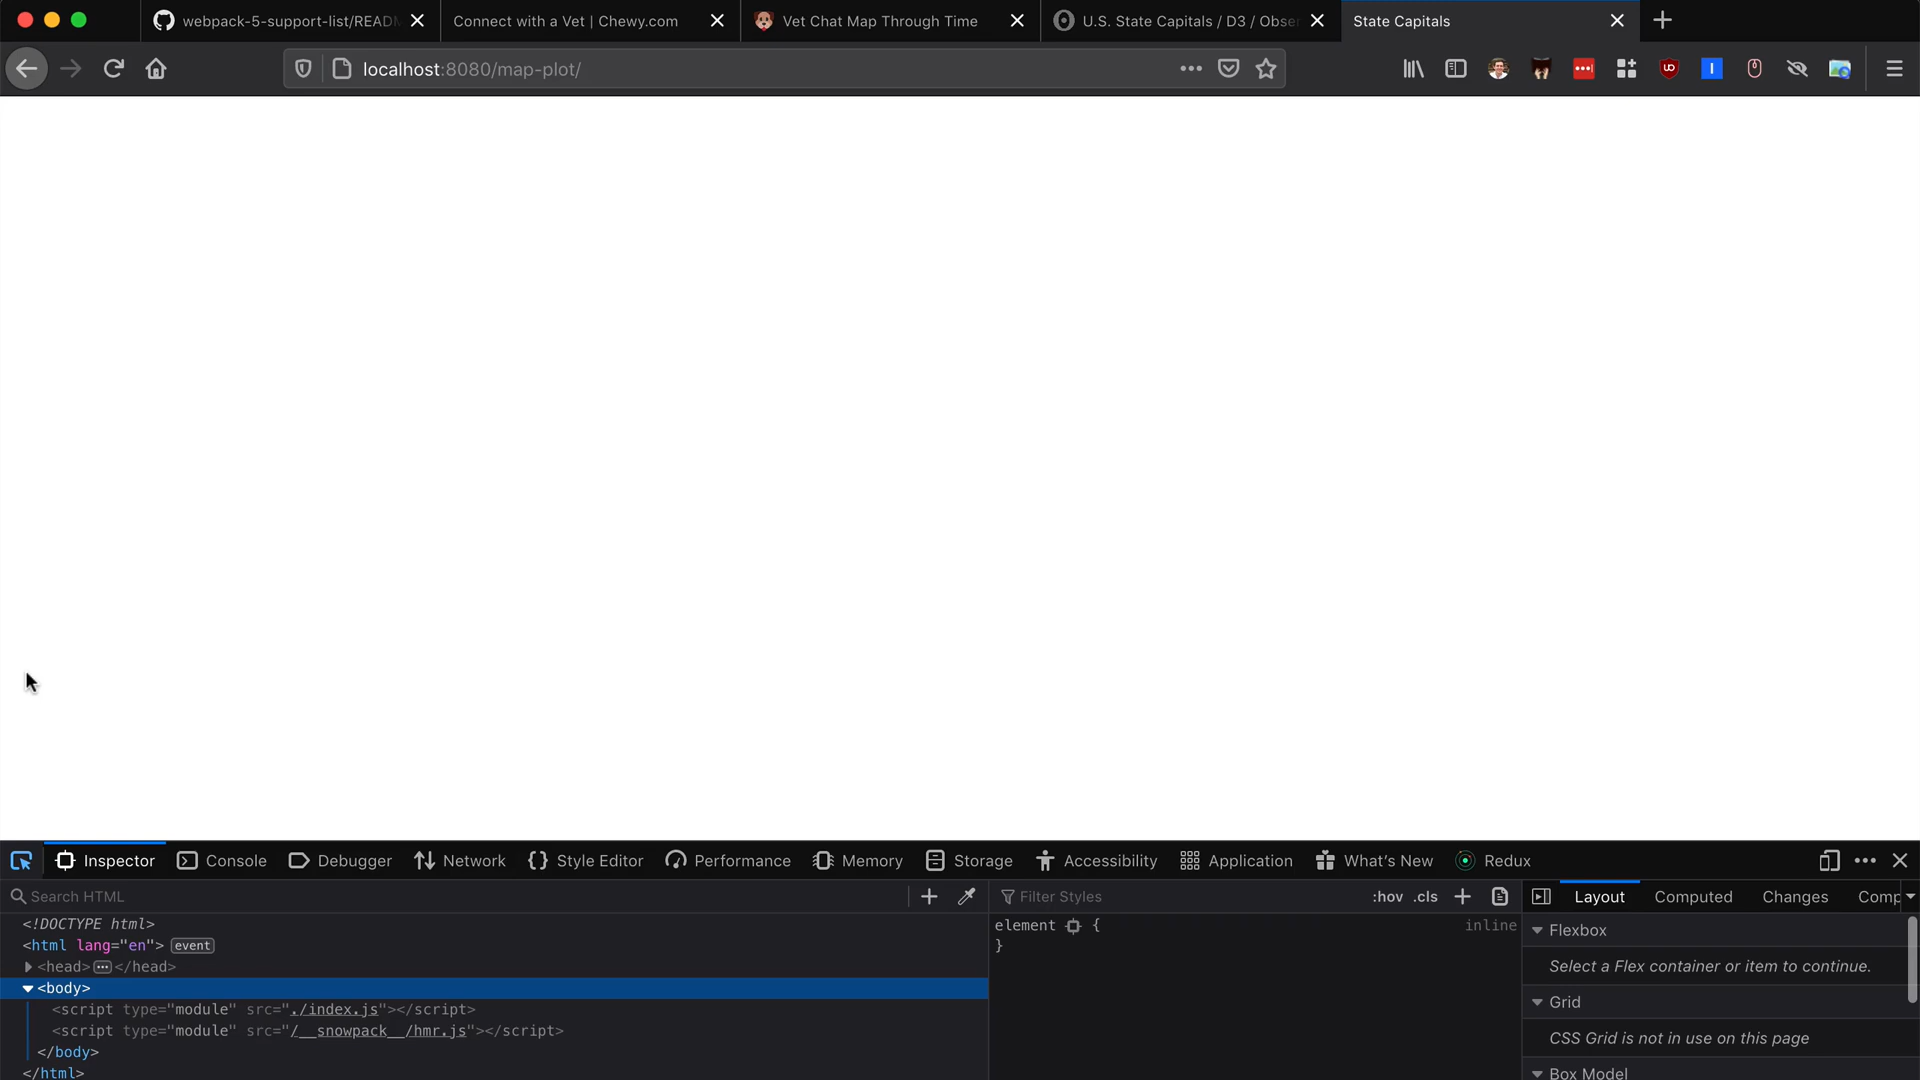 webpack-5-support-list/READM
Connect with a Vet | Chewy.com
Vet Chat Map Through Time
U.S. State Capitals / D3 / Obser
State Capitals
localhost:8080/map-plot/
Inspector
Console
Debugger
Network
Style Editor
Performance
Memory
Storage
Accessibility
Application
What's New
Redux
Search HTML
Filter Styles
:hov .cls
Layout
Computed
Changes
Comp
<!DOCTYPE html>
<html lang="en"> event
<head>…</head>
<body>
<script type="module" src="./index.js"></script>
<script type="module" src="/__snowpack__/hmr.js"></script>
</body>
</html>
element {
inline
}
Flexbox
Select a Flex container or item to continue.
Grid
CSS Grid is not in use on this page
Box Model